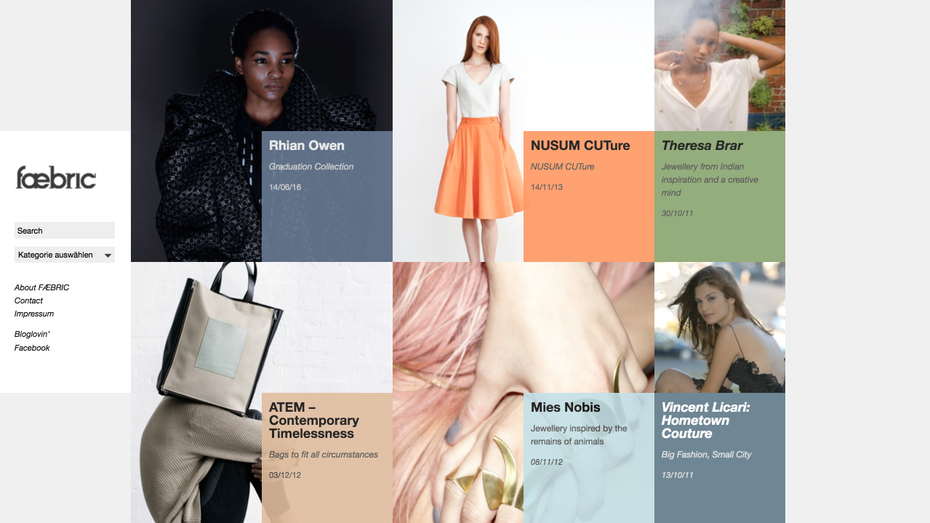 fæbric
Search
Kategorie auswählen
About FÆBRIC
Contact
Impressum
Bloglovin'
Facebook
Rhian Owen
Graduation Collection
14/06/16
NUSUM CUTure
NUSUM CUTure
14/11/13
Theresa Brar
Jewellery from Indian
inspiration and a creative
mind
30/10/11
ATEM –
Contemporary
Timelessness
Bags to fit all circumstances
03/12/12
Mies Nobis
Jewellery inspired by the
remains of animals
08/11/12
Vincent Licari:
Hometown
Couture
Big Fashion, Small City
13/10/11